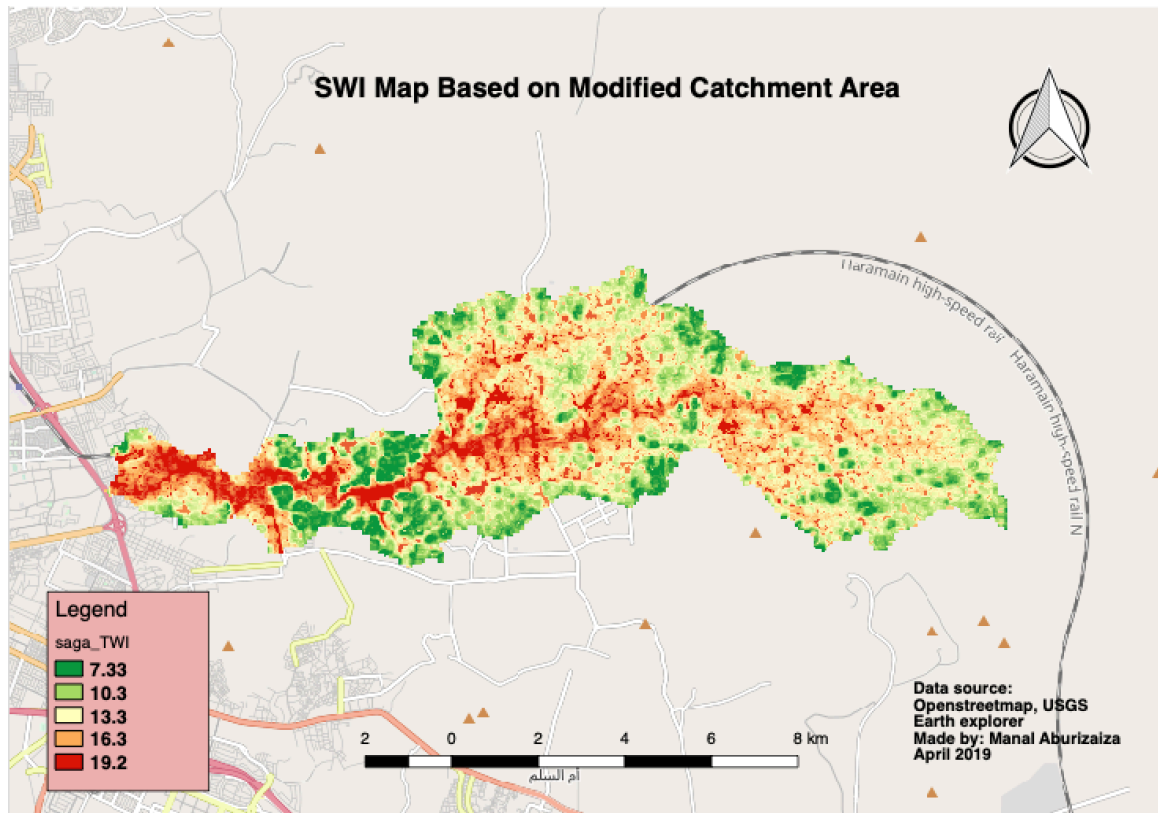 SWI Map Based on Modified Catchment Area
Haramain high-speed rail
Haramain high-speed rail N
Legend
saga_TWI
7.33
10.3
13.3
16.3
19.2
2 0 2 4 6 8 km
أم السلم
Data source:
Openstreetmap, USGS
Earth explorer
Made by: Manal Aburizaiza
April 2019